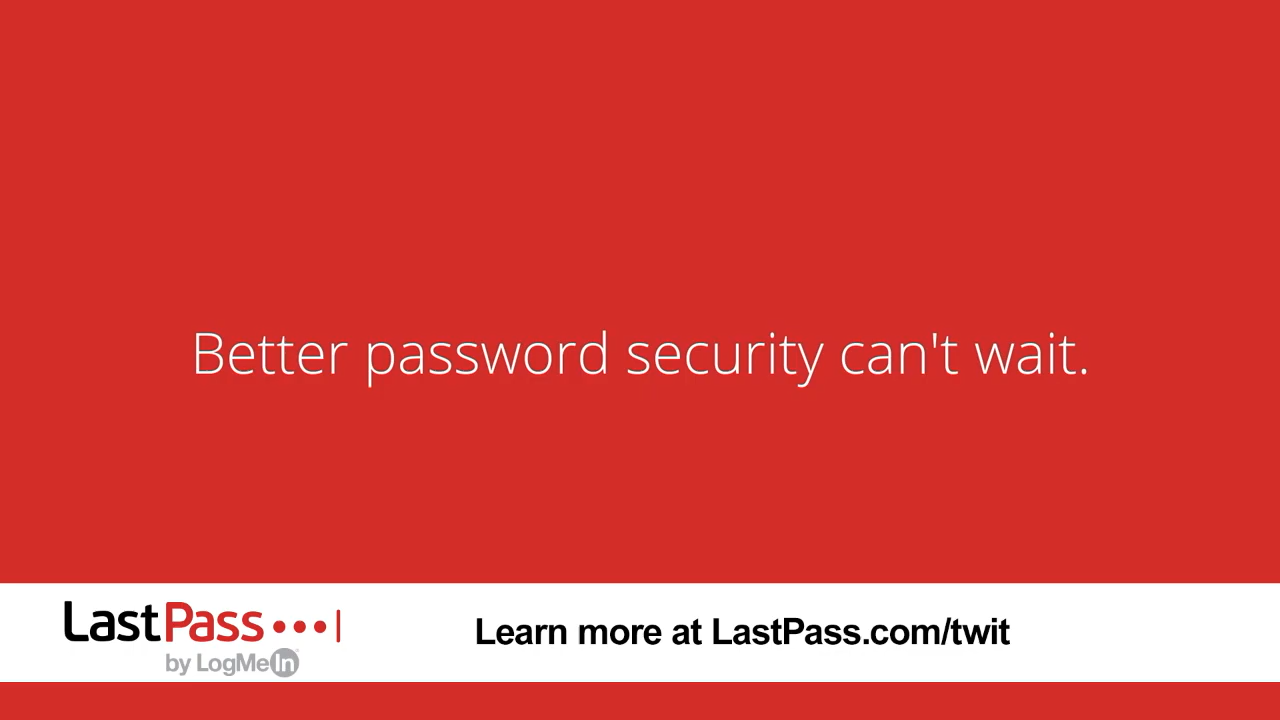 Better password security can't wait.
LastPass•••|
by LogMeIn
Learn more at LastPass.com/twit